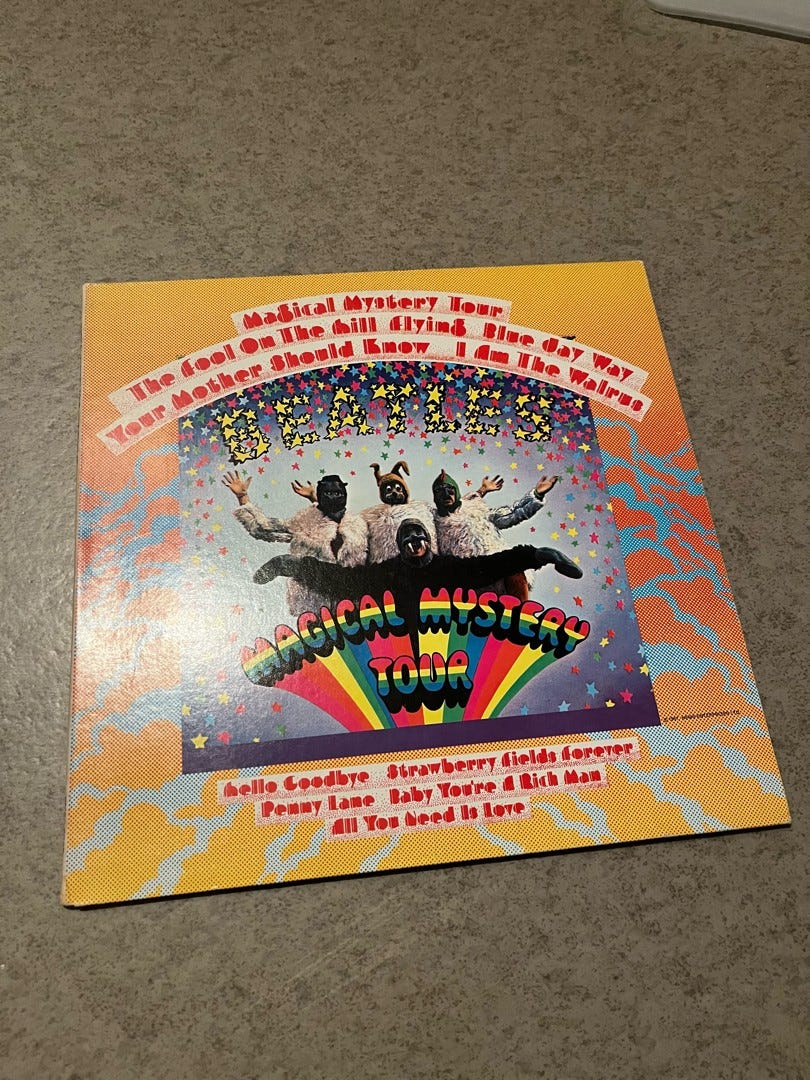 Magical Mystery Tour
The Fool On The Hill Flying Blue Jay Way
Your Mother Should Know I Am The Walrus
BEATLES
MAGICAL MYSTERY
TOUR
Hello Goodbye Strawberry Fields Forever
Penny Lane Baby You're A Rich Man
All You Need Is Love